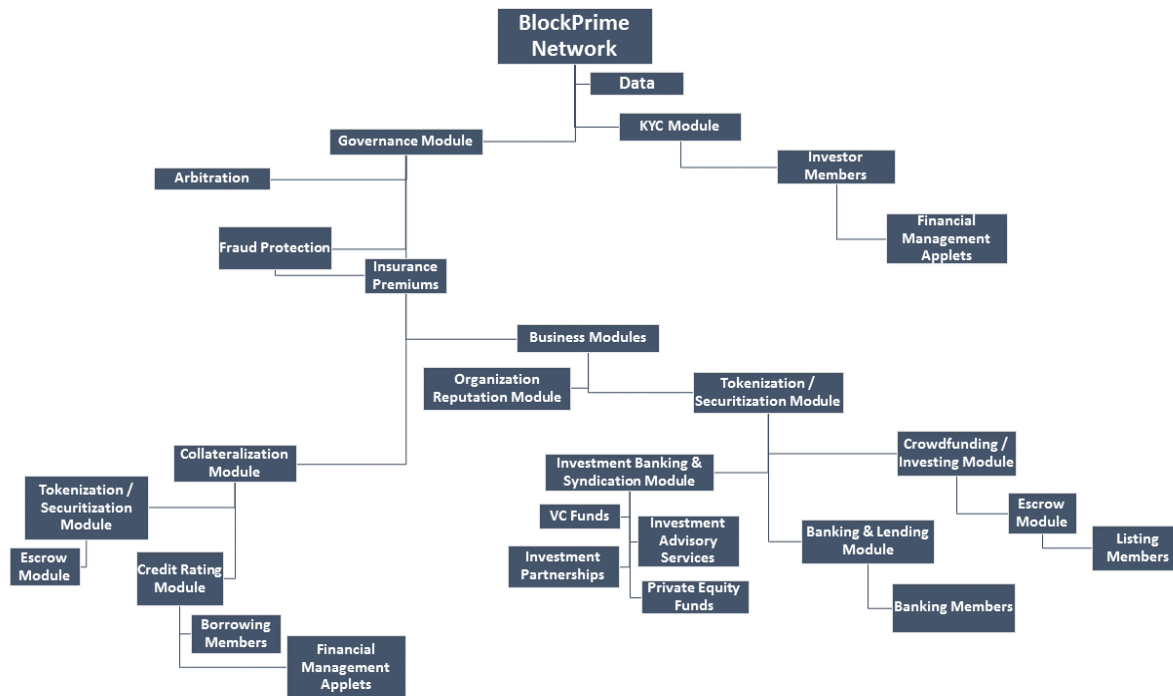 BlockPrime
Network
Data
KYC Module
Governance Module
Investor
Members
Arbitration
Financial
Management
Applets
Fraud Protection
Insurance
Premiums
Business Modules
Organization
Reputation Module
Tokenization /
Securitization Module
Collateralization
Module
Crowdfunding /
Investing Module
Investment Banking &
Syndication Module
Tokenization /
Securitization
Module
Escrow
Module
VC Funds
Investment
Advisory
Services
Banking & Lending
Module
Listing
Members
Escrow
Module
Credit Rating
Module
Investment
Partnerships
Private Equity
Funds
Banking Members
Borrowing
Members
Financial
Management
Applets